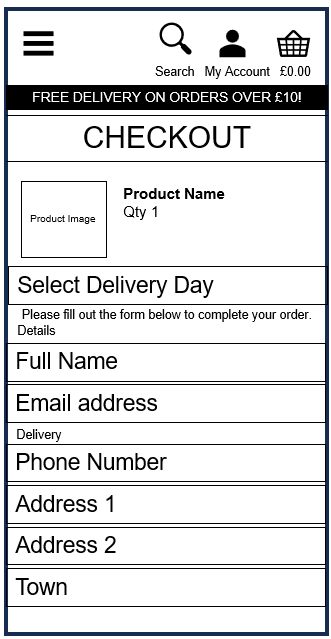 Search My Account £0.00
FREE DELIVERY ON ORDERS OVER £10!
CHECKOUT
Product Image
Product Name
Qty 1
Select Delivery Day
Please fill out the form below to complete your order.
Details
Full Name
Email address
Delivery
Phone Number
Address 1
Address 2
Town